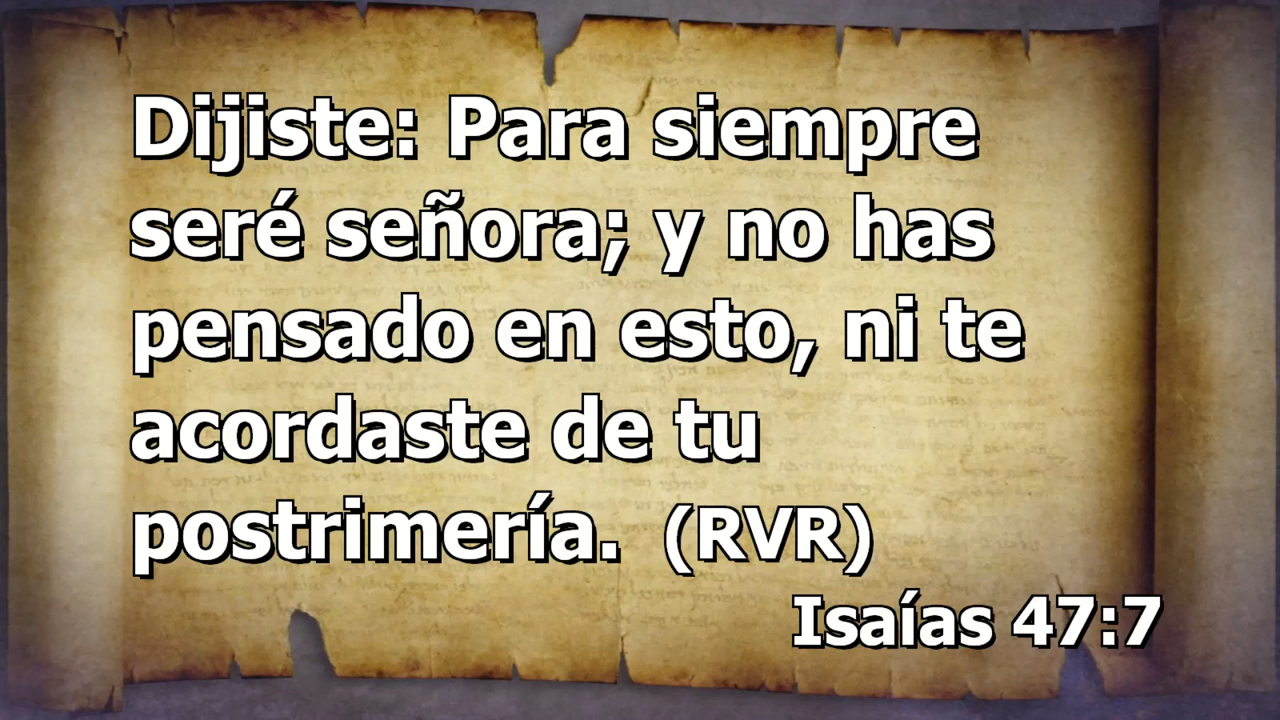 Dijiste: Para siempre
seré señora; y no has
pensado en esto, ni te
acordaste de tu
postrimería. (RVR)
Isaías 47:7